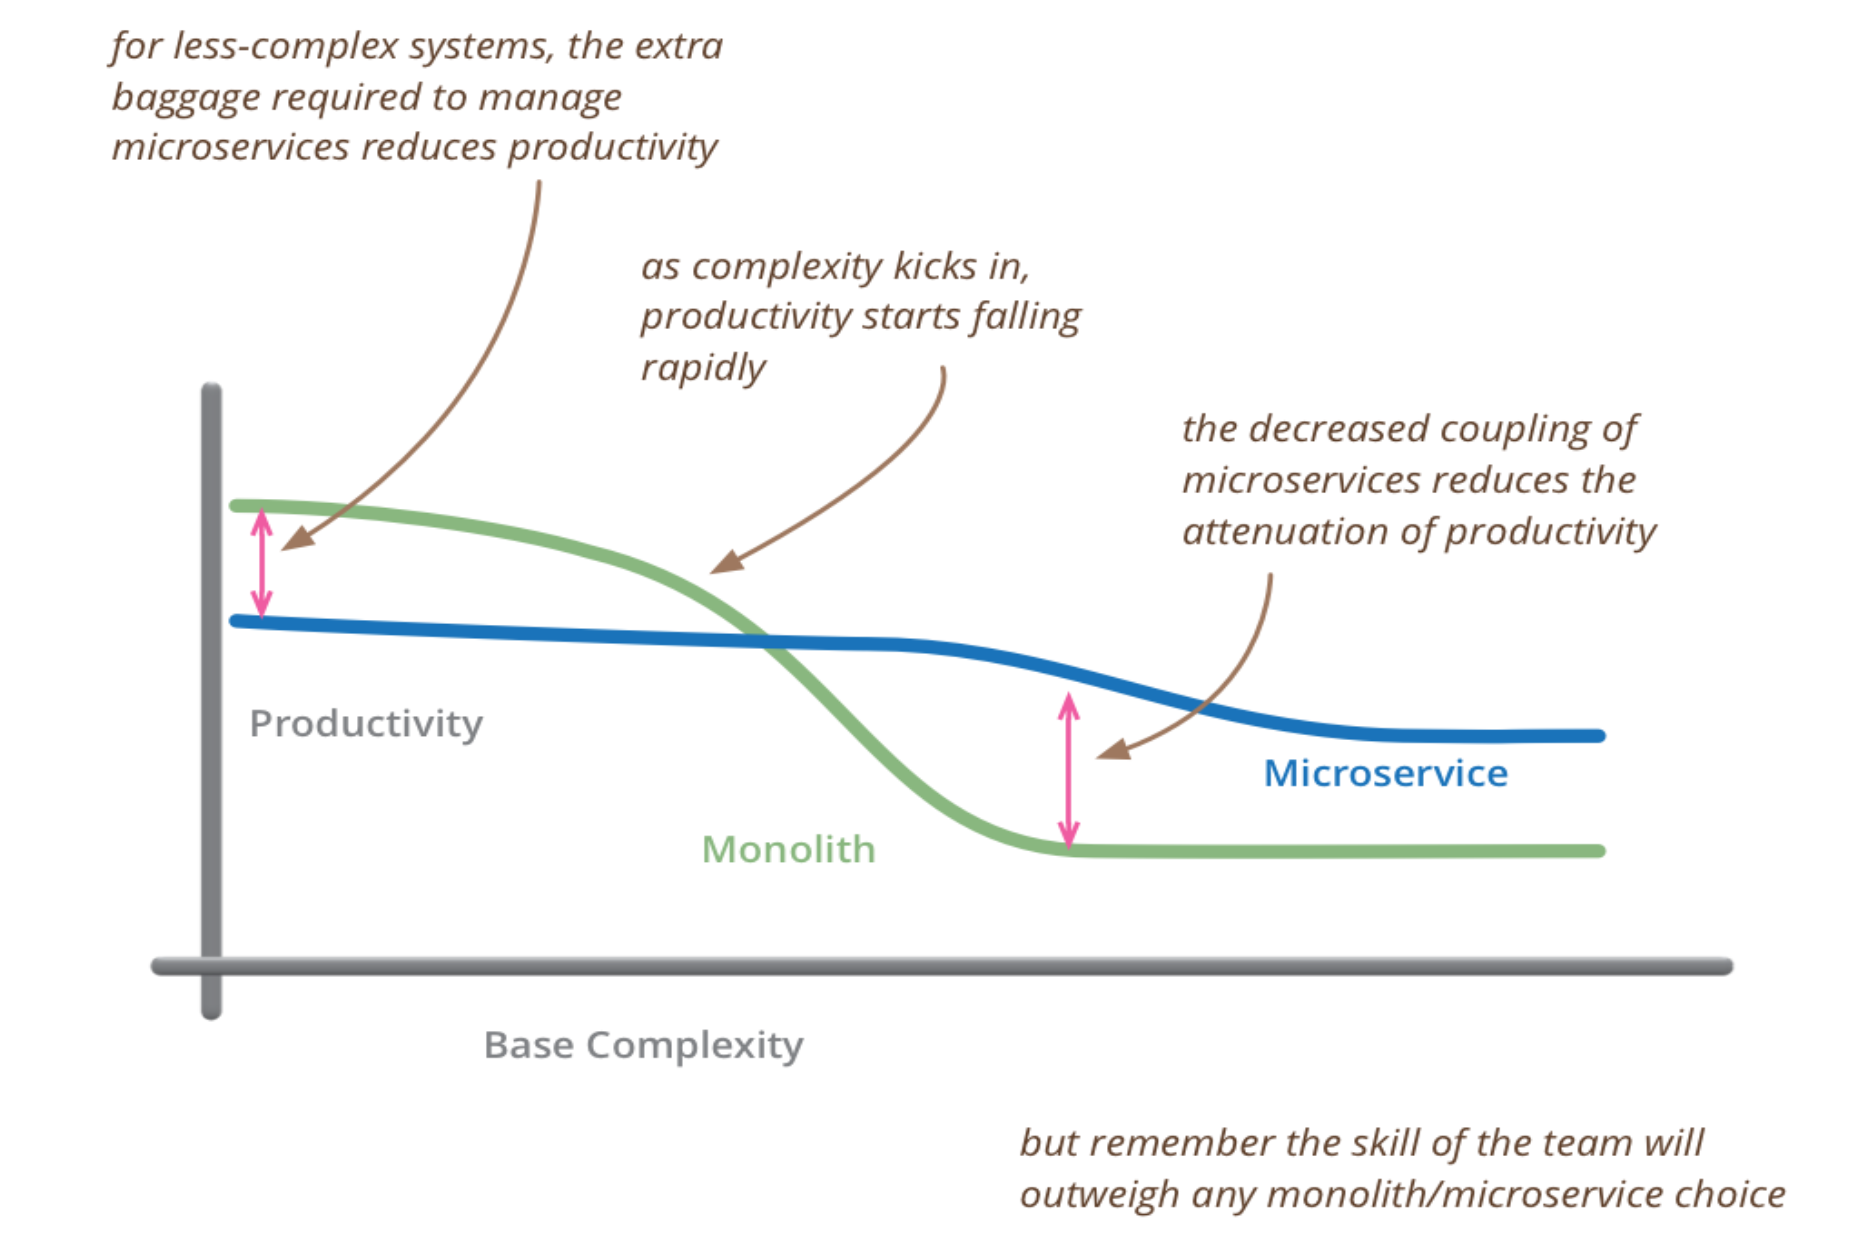 for less-complex systems, the extra
baggage required to manage
microservices reduces productivity
as complexity kicks in,
productivity starts falling
rapidly
the decreased coupling of
microservices reduces the
attenuation of productivity
Productivity
Microservice
Monolith
Base Complexity
but remember the skill of the team will
outweigh any monolith/microservice choice